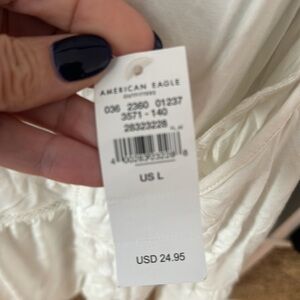 AMERICAN EAGLE
OUTFITTERS
036 2360 01237
3571-140
28323228
US L
USD 24.95